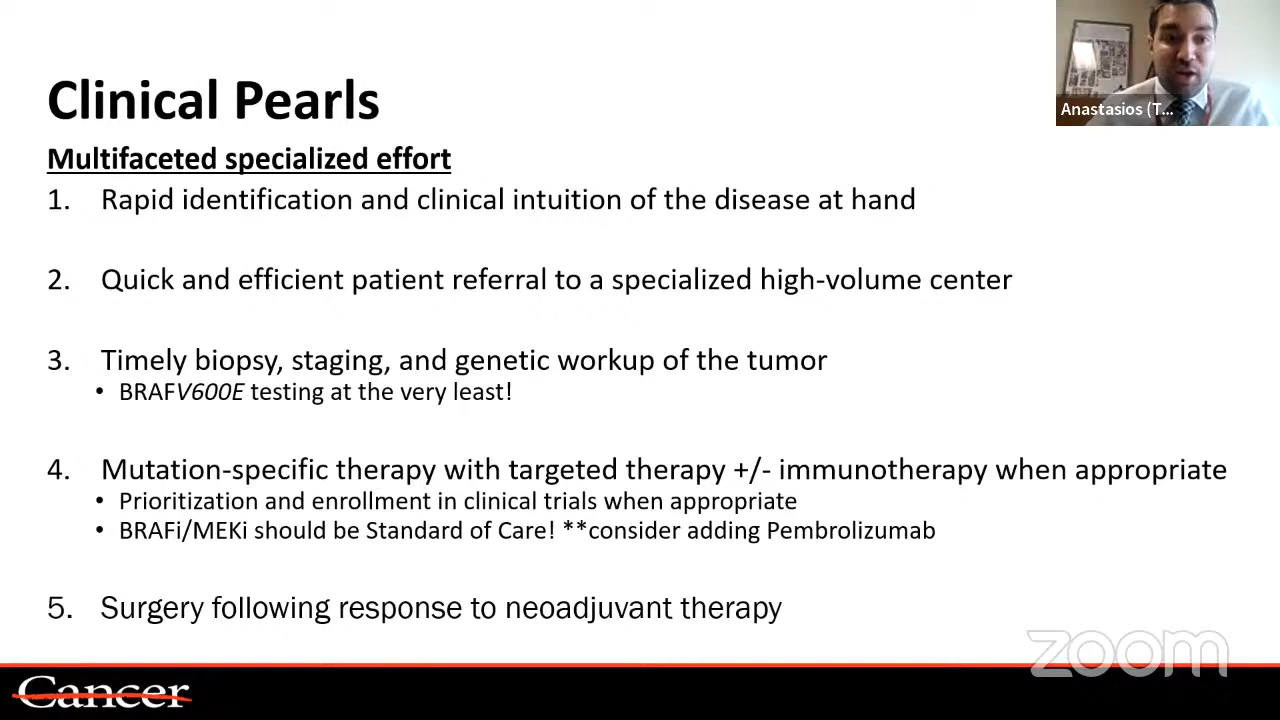 Clinical Pearls
Anastasios (T...
Multifaceted specialized effort
1. Rapid identification and clinical intuition of the disease at hand
2. Quick and efficient patient referral to a specialized high-volume center
3. Timely biopsy, staging, and genetic workup of the tumor
• BRAFV600E testing at the very least!
4. Mutation-specific therapy with targeted therapy +/- immunotherapy when appropriate
• Prioritization and enrollment in clinical trials when appropriate
• BRAFi/MEKi should be Standard of Care! **consider adding Pembrolizumab
5. Surgery following response to neoadjuvant therapy
zoom
Cancer